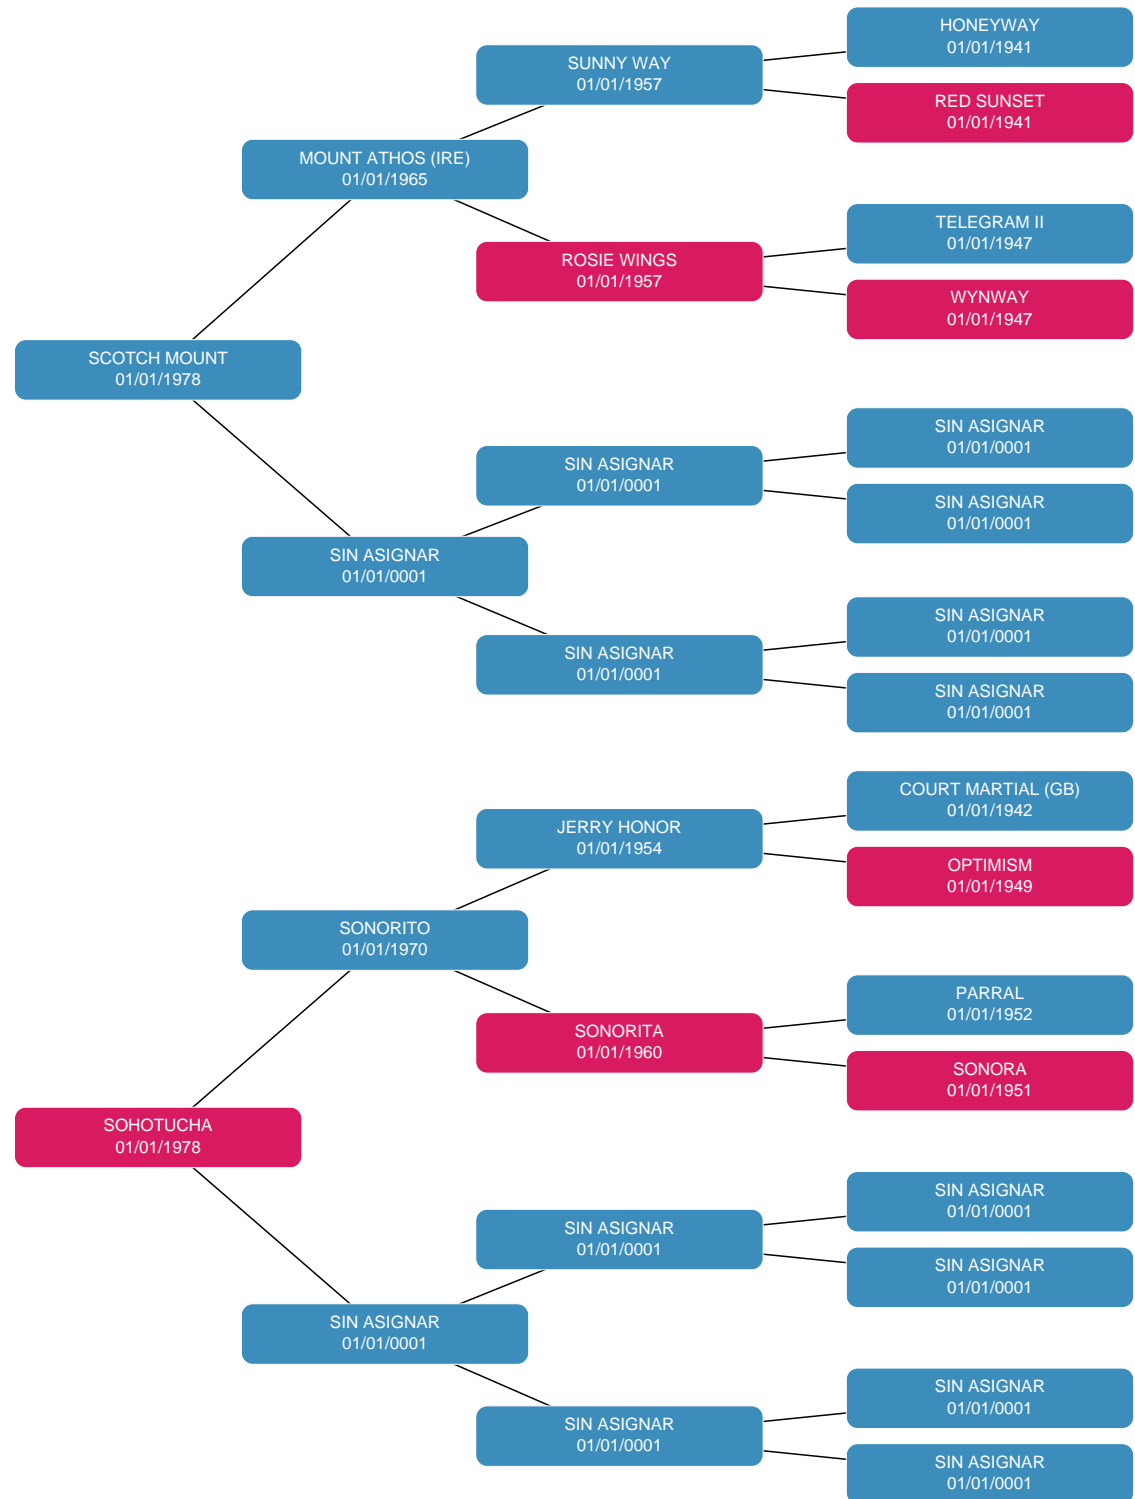 HONEYWAY
01/01/1941
SUNNY WAY
01/01/1957
RED SUNSET
01/01/1941
MOUNT ATHOS (IRE)
01/01/1965
TELEGRAM II
01/01/1947
ROSIE WINGS
01/01/1957
WYNWAY
01/01/1947
SCOTCH MOUNT
01/01/1978
SIN ASIGNAR
01/01/0001
SIN ASIGNAR
01/01/0001
SIN ASIGNAR
01/01/0001
SIN ASIGNAR
01/01/0001
SIN ASIGNAR
01/01/0001
SIN ASIGNAR
01/01/0001
SIN ASIGNAR
01/01/0001
COURT MARTIAL (GB)
01/01/1942
JERRY HONOR
01/01/1954
OPTIMISM
01/01/1949
SONORITO
01/01/1970
PARRAL
01/01/1952
SONORITA
01/01/1960
SONORA
01/01/1951
SOHOTUCHA
01/01/1978
SIN ASIGNAR
01/01/0001
SIN ASIGNAR
01/01/0001
SIN ASIGNAR
01/01/0001
SIN ASIGNAR
01/01/0001
SIN ASIGNAR
01/01/0001
SIN ASIGNAR
01/01/0001
SIN ASIGNAR
01/01/0001